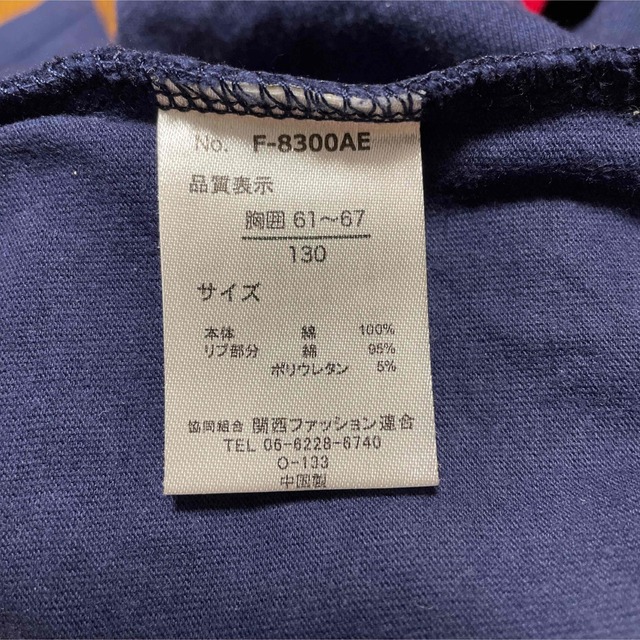 No. F-8300AE
品質表示
胸囲 61〜67
130
サイズ
本体 綿 100%
リブ部分 綿 95%
ポリウレタン 5%
協同組合 関西ファッション連合
TEL 06-6228-6740
O-133
中国製